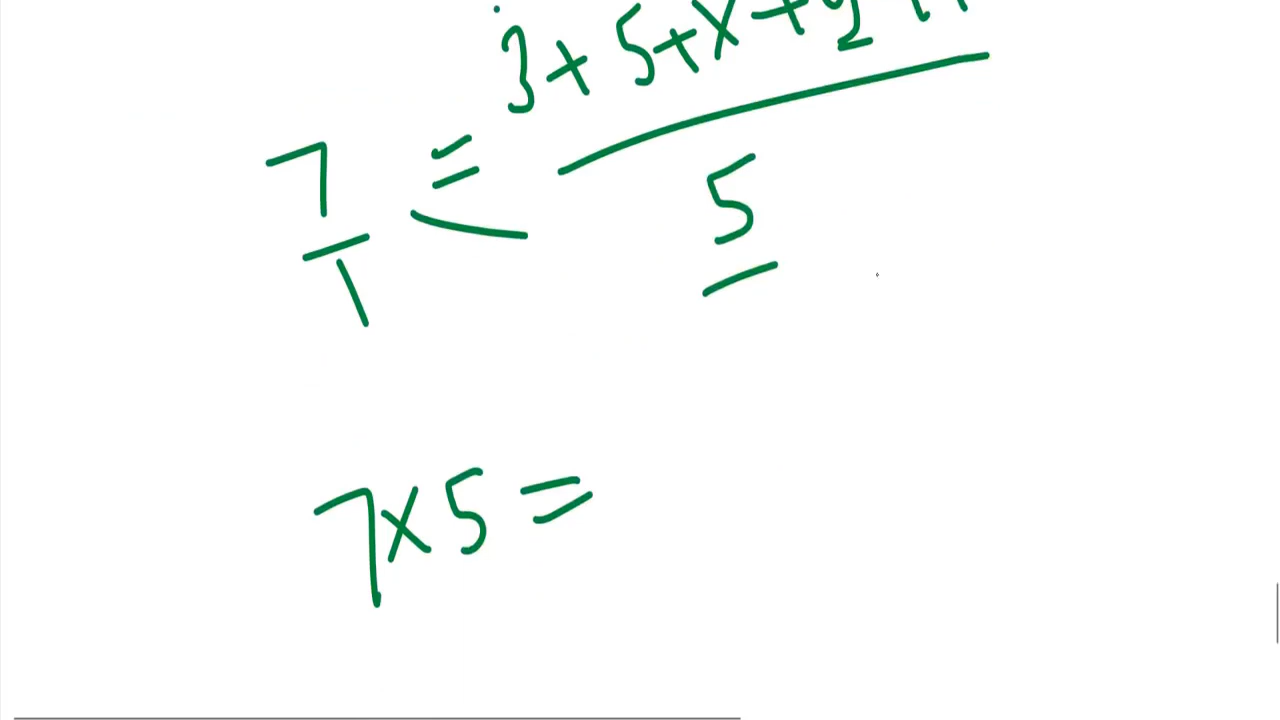 3 + 5 + x +
7/1 = 5
7 x 5 =